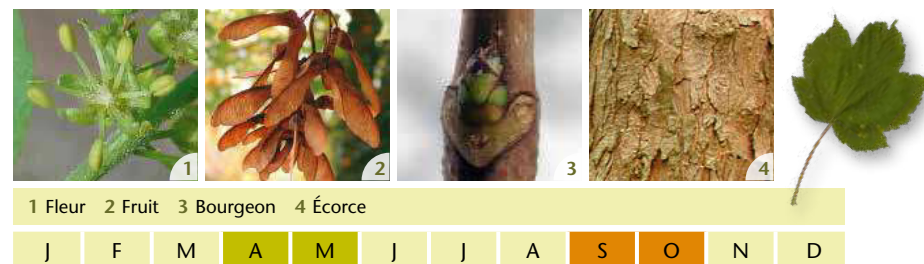 1 2 3 4
1 Fleur 2 Fruit 3 Bourgeon 4 Écorce
J F M A M J J A S O N D